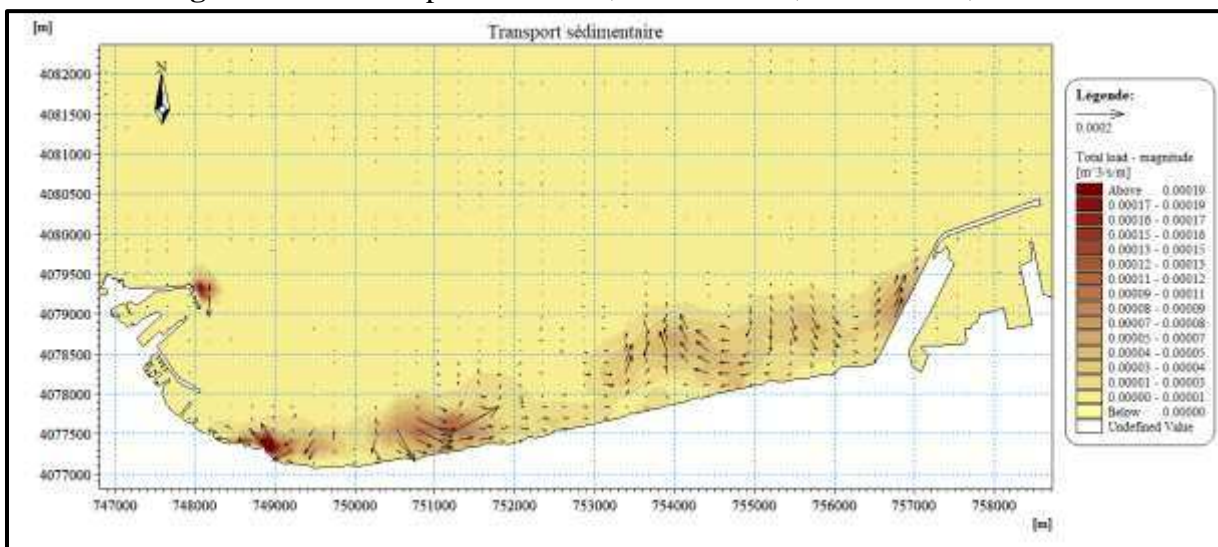 [m]
Transport sédimentaire
N
4082000
4081500
4081000
4080500
4080000
4079500
4079000
4078500
4078000
4077500
4077000
747000 748000 749000 750000 751000 752000 753000 754000 755000 756000 757000 758000
[m]
Légende:
0.0002
Total load - magnitude
[m^3/s/m]
Above 0.00019
0.00017 - 0.00019
0.00016 - 0.00017
0.00015 - 0.00016
0.00013 - 0.00015
0.00012 - 0.00013
0.00011 - 0.00012
0.00009 - 0.00011
0.00008 - 0.00009
0.00007 - 0.00008
0.00005 - 0.00007
0.00004 - 0.00005
0.00003 - 0.00004
0.00001 - 0.00003
0.00000 - 0.00001
Below 0.00000
Undefined Value